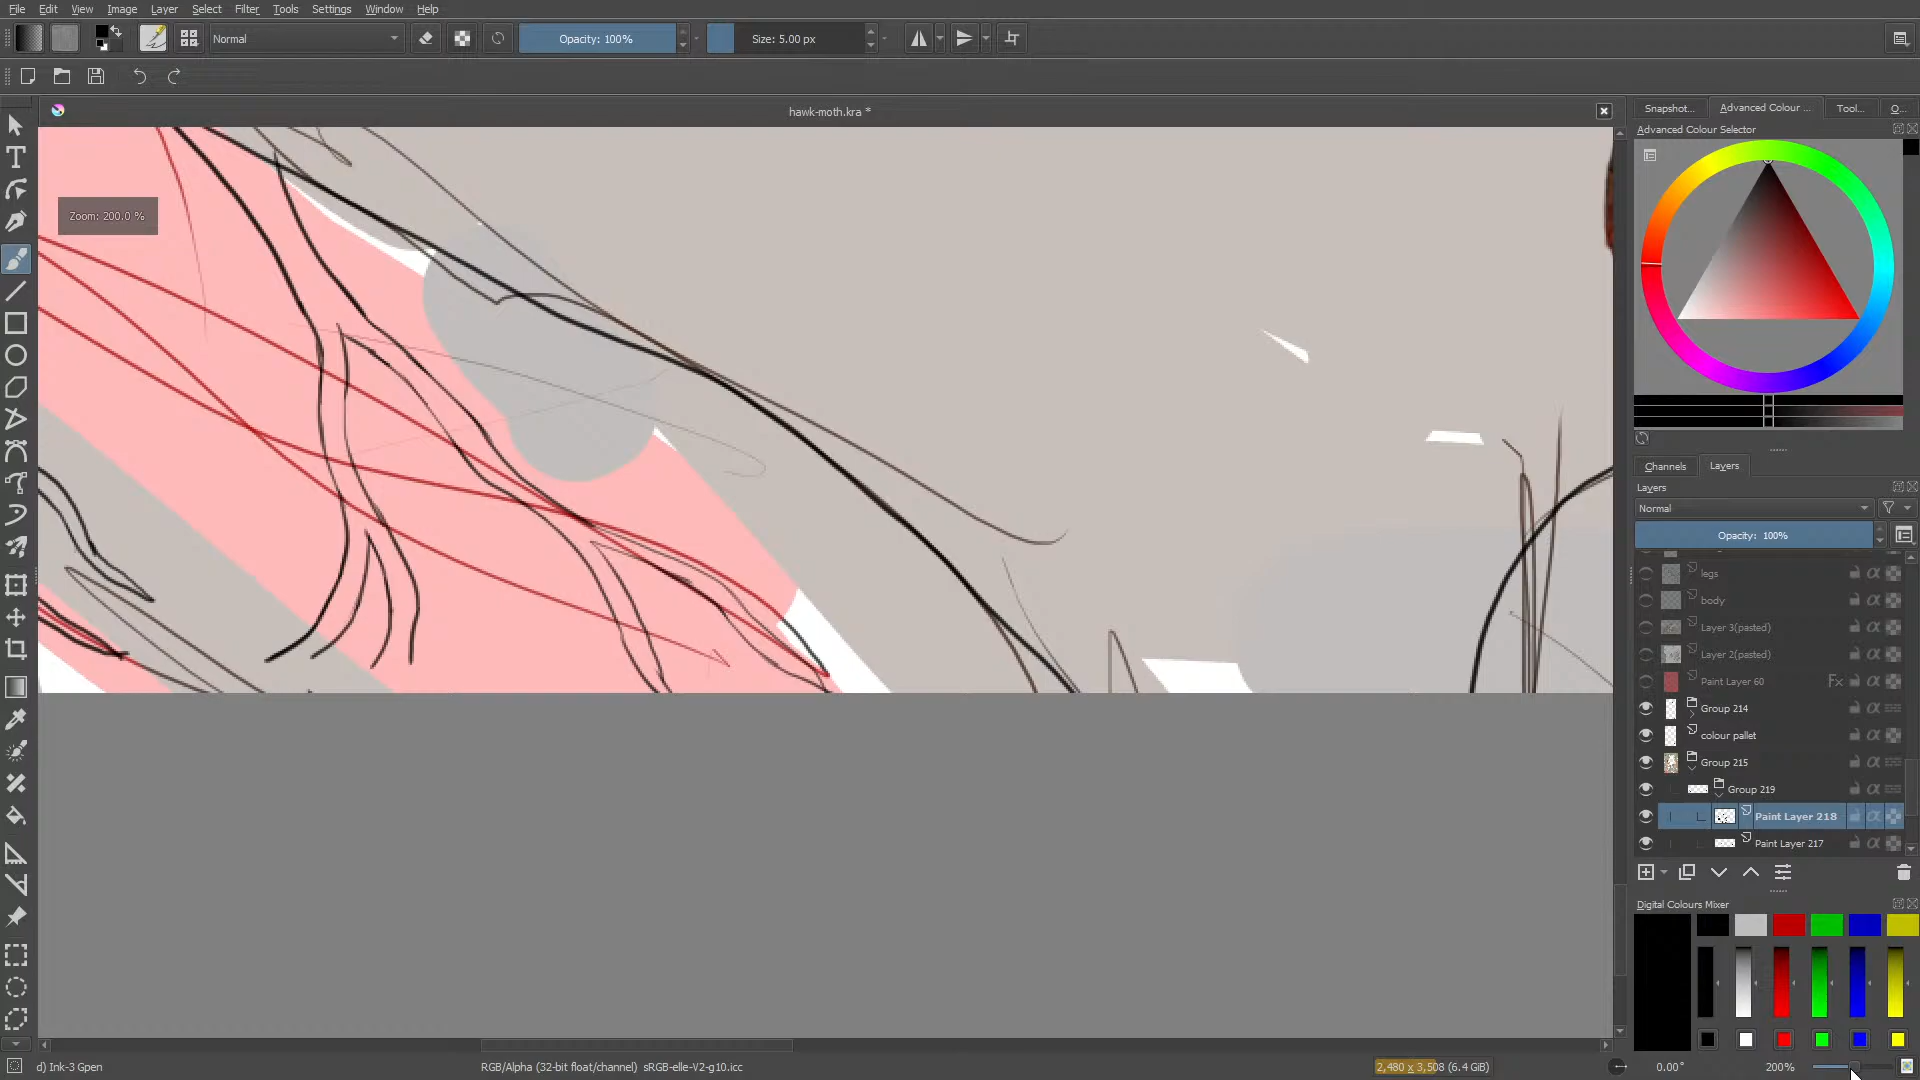 File Edit View Image Layer Select Filter Tools Settings Window Help
Normal Opacity: 100% Size: 5.00 px
hawk-moth.kra *
Zoom: 200.0 %
Snapshot... Advanced Colour ... Tool... O...
Advanced Colour Selector
Channels Layers
Layers
Normal
Opacity: 100%
legs
body
Layer 3(pasted)
Layer 2(pasted)
Paint Layer 60 Fx
Group 214
colour pallet
Group 215
Group 219
Paint Layer 218
Paint Layer 217
Digital Colours Mixer
d) Ink-3 Gpen RGB/Alpha (32-bit float/channel) sRGB-elle-V2-g10.icc 2,480 x 3,508 (6.4 GiB) 0.00° 200%